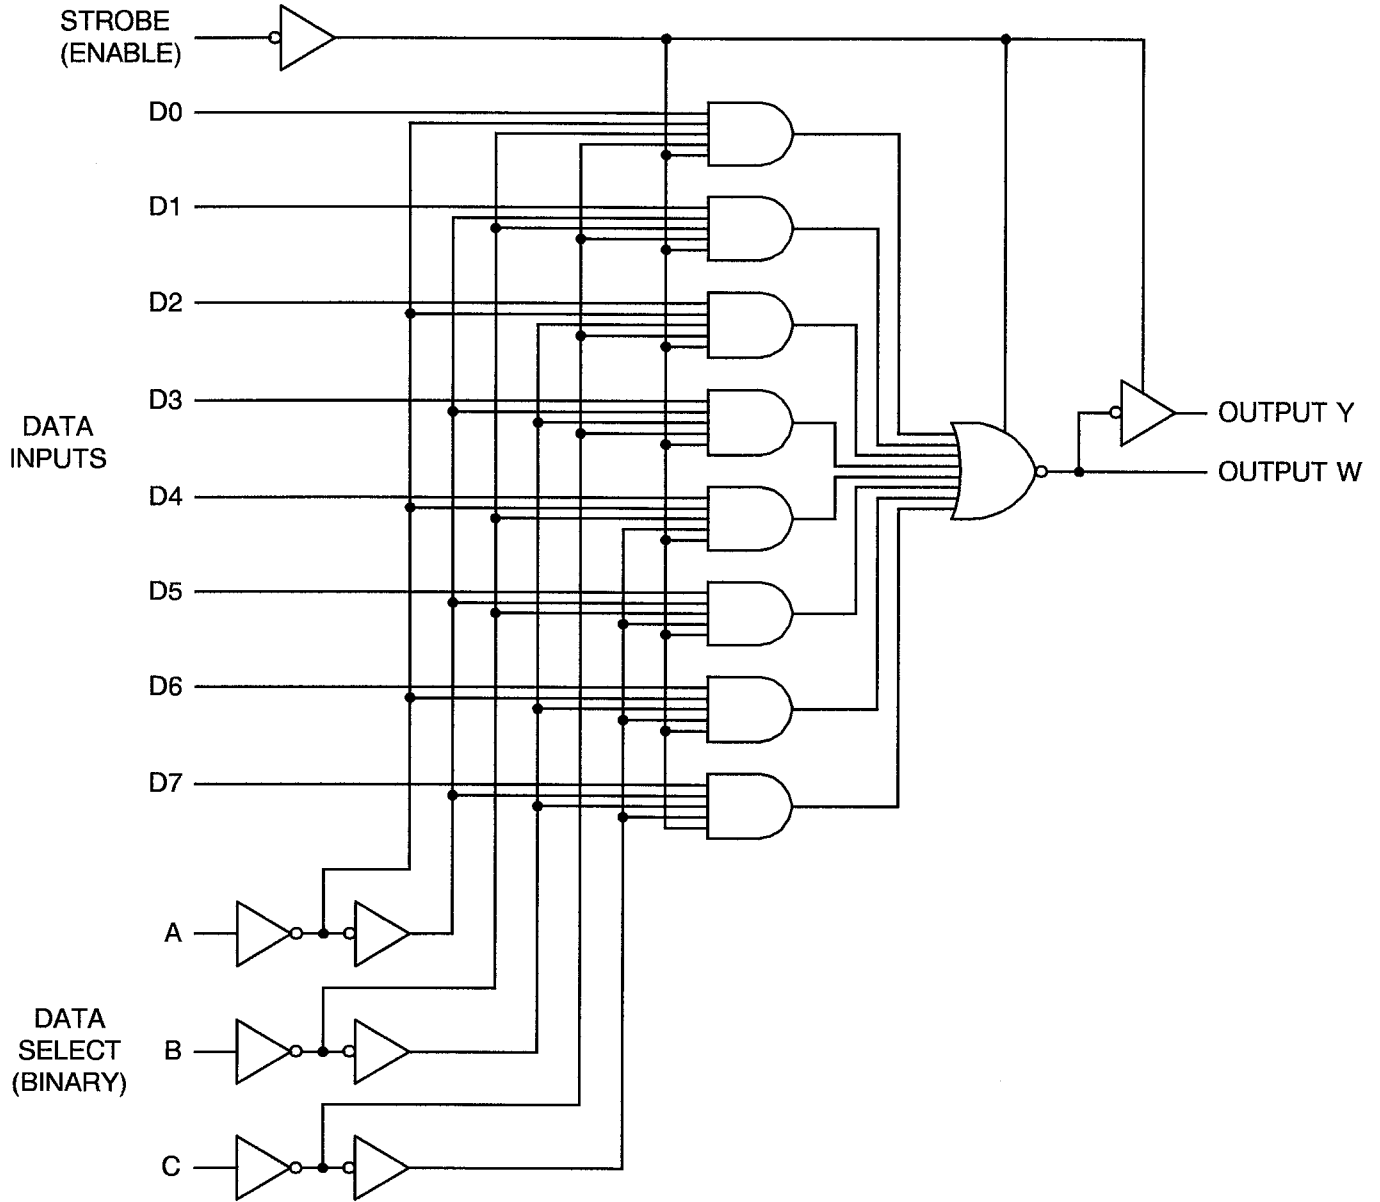 STROBE
(ENABLE)
D0
D1
D2
D3
DATA
INPUTS
OUTPUT Y
OUTPUT W
D4
D5
D6
D7
A
DATA
SELECT
(BINARY)
B
C